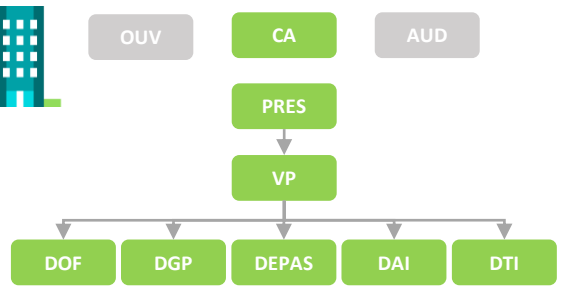 OUV CA AUD
PRES
VP
DOF DGP DEPAS DAI DTI